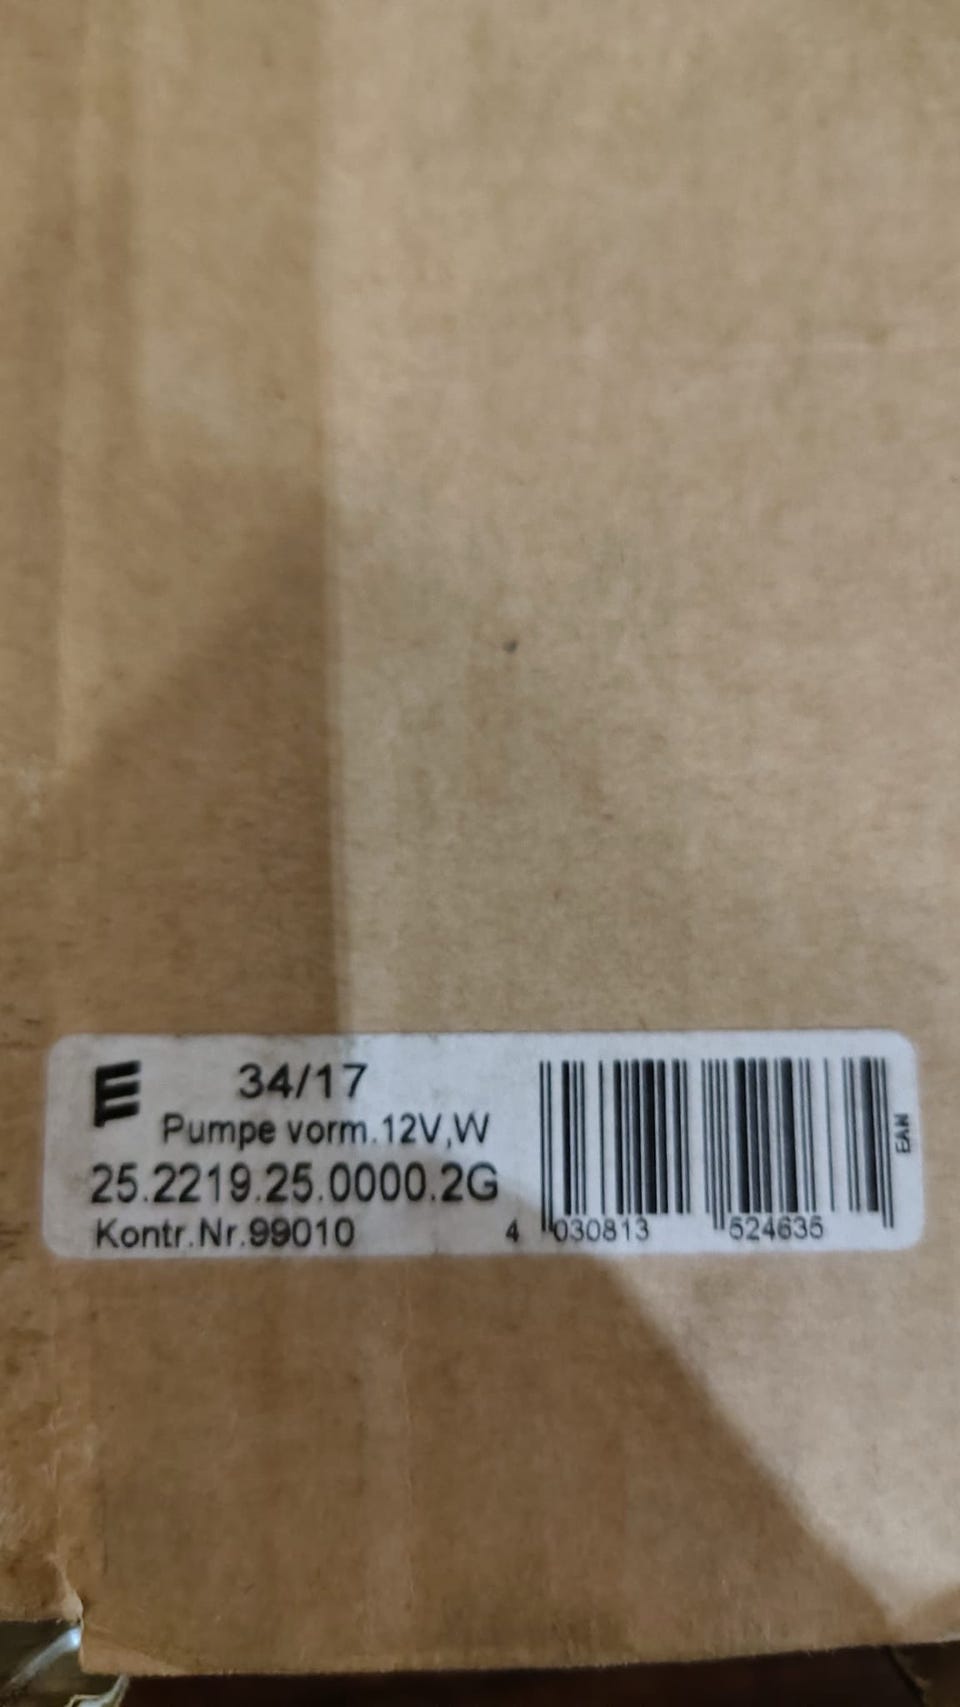 E 34/17
Pumpe vorm.12V,W
25.2219.25.0000.2G
Kontr.Nr.99010
4 030813 524635
EAN